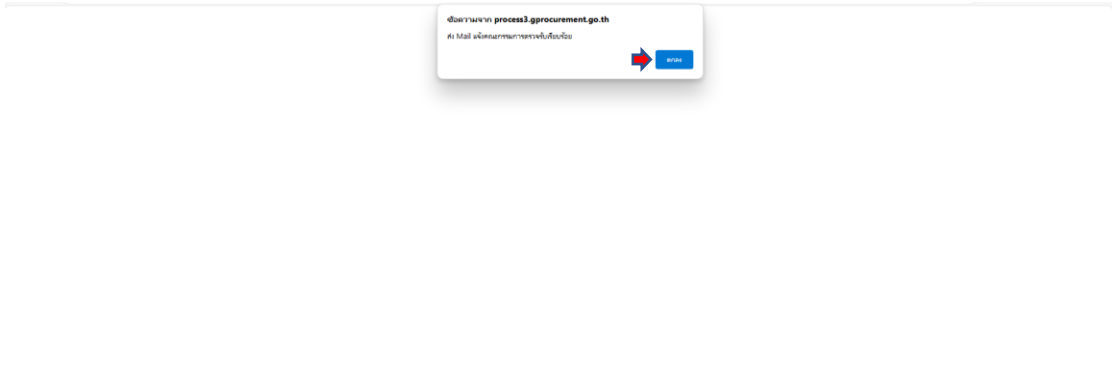 ข้อความจาก process3.gprocurement.go.th
ส่ง Mail แจ้งคณะกรรมการตรวจรับเรียบร้อย
ตกลง